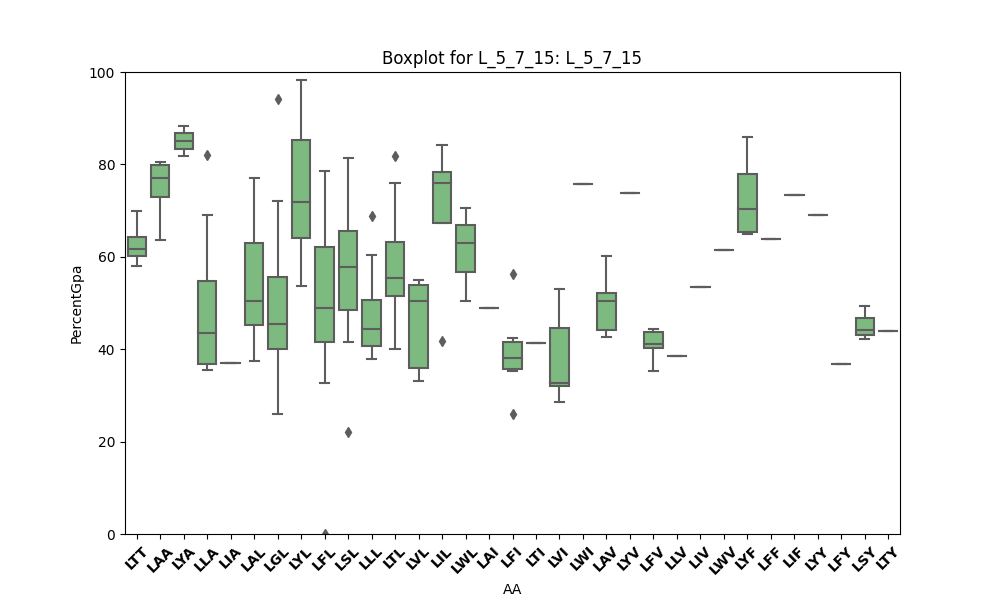 Boxplot for L_5_7_15: L_5_7_15
PercentGpa
100
80
60
40
20
0
LTT LAA LYA LLA LIA LAL LGL LYL LFL LSL LLL LTL LVL LIL LWL LAI LFI LTI LVI LWI LAV LYV LFV LLV LIV LWV LYF LFF LIF LYY LFY LSY LTY
AA